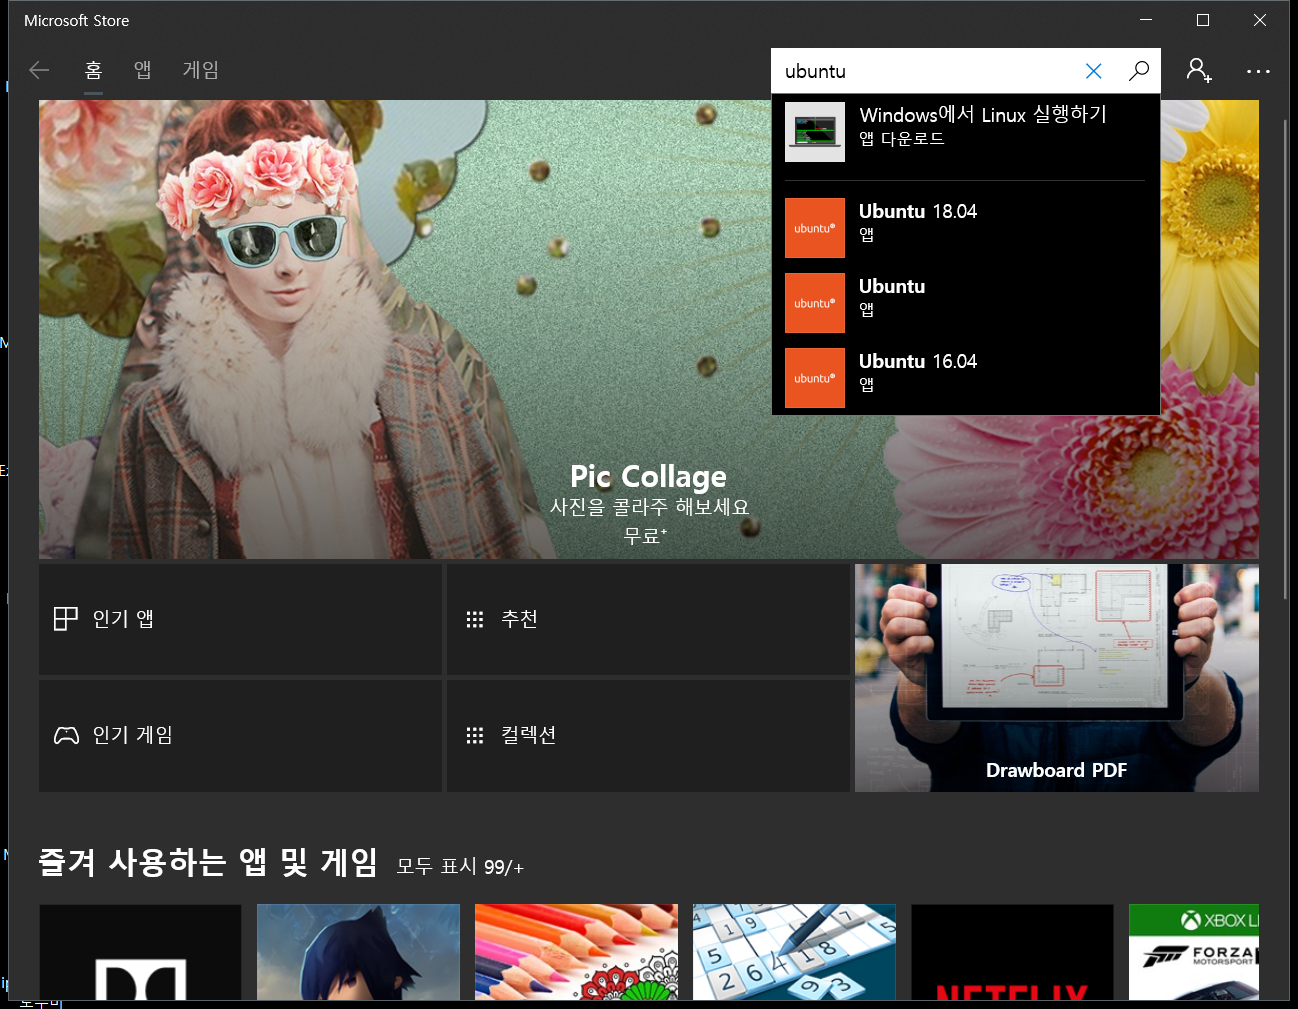 Microsoft Store
홈 앱 게임
ubuntu
Windows에서 Linux 실행하기
앱 다운로드
ubuntu®
Ubuntu 18.04
앱
ubuntu®
Ubuntu
앱
ubuntu®
Ubuntu 16.04
앱
Pic Collage
사진을 콜라주 해보세요
무료+
인기 앱
추천
인기 게임
컬렉션
Drawboard PDF
즐겨 사용하는 앱 및 게임 모두 표시 99/+
NETFLIX
XBOX LI
FORZA
MOTORSPORT